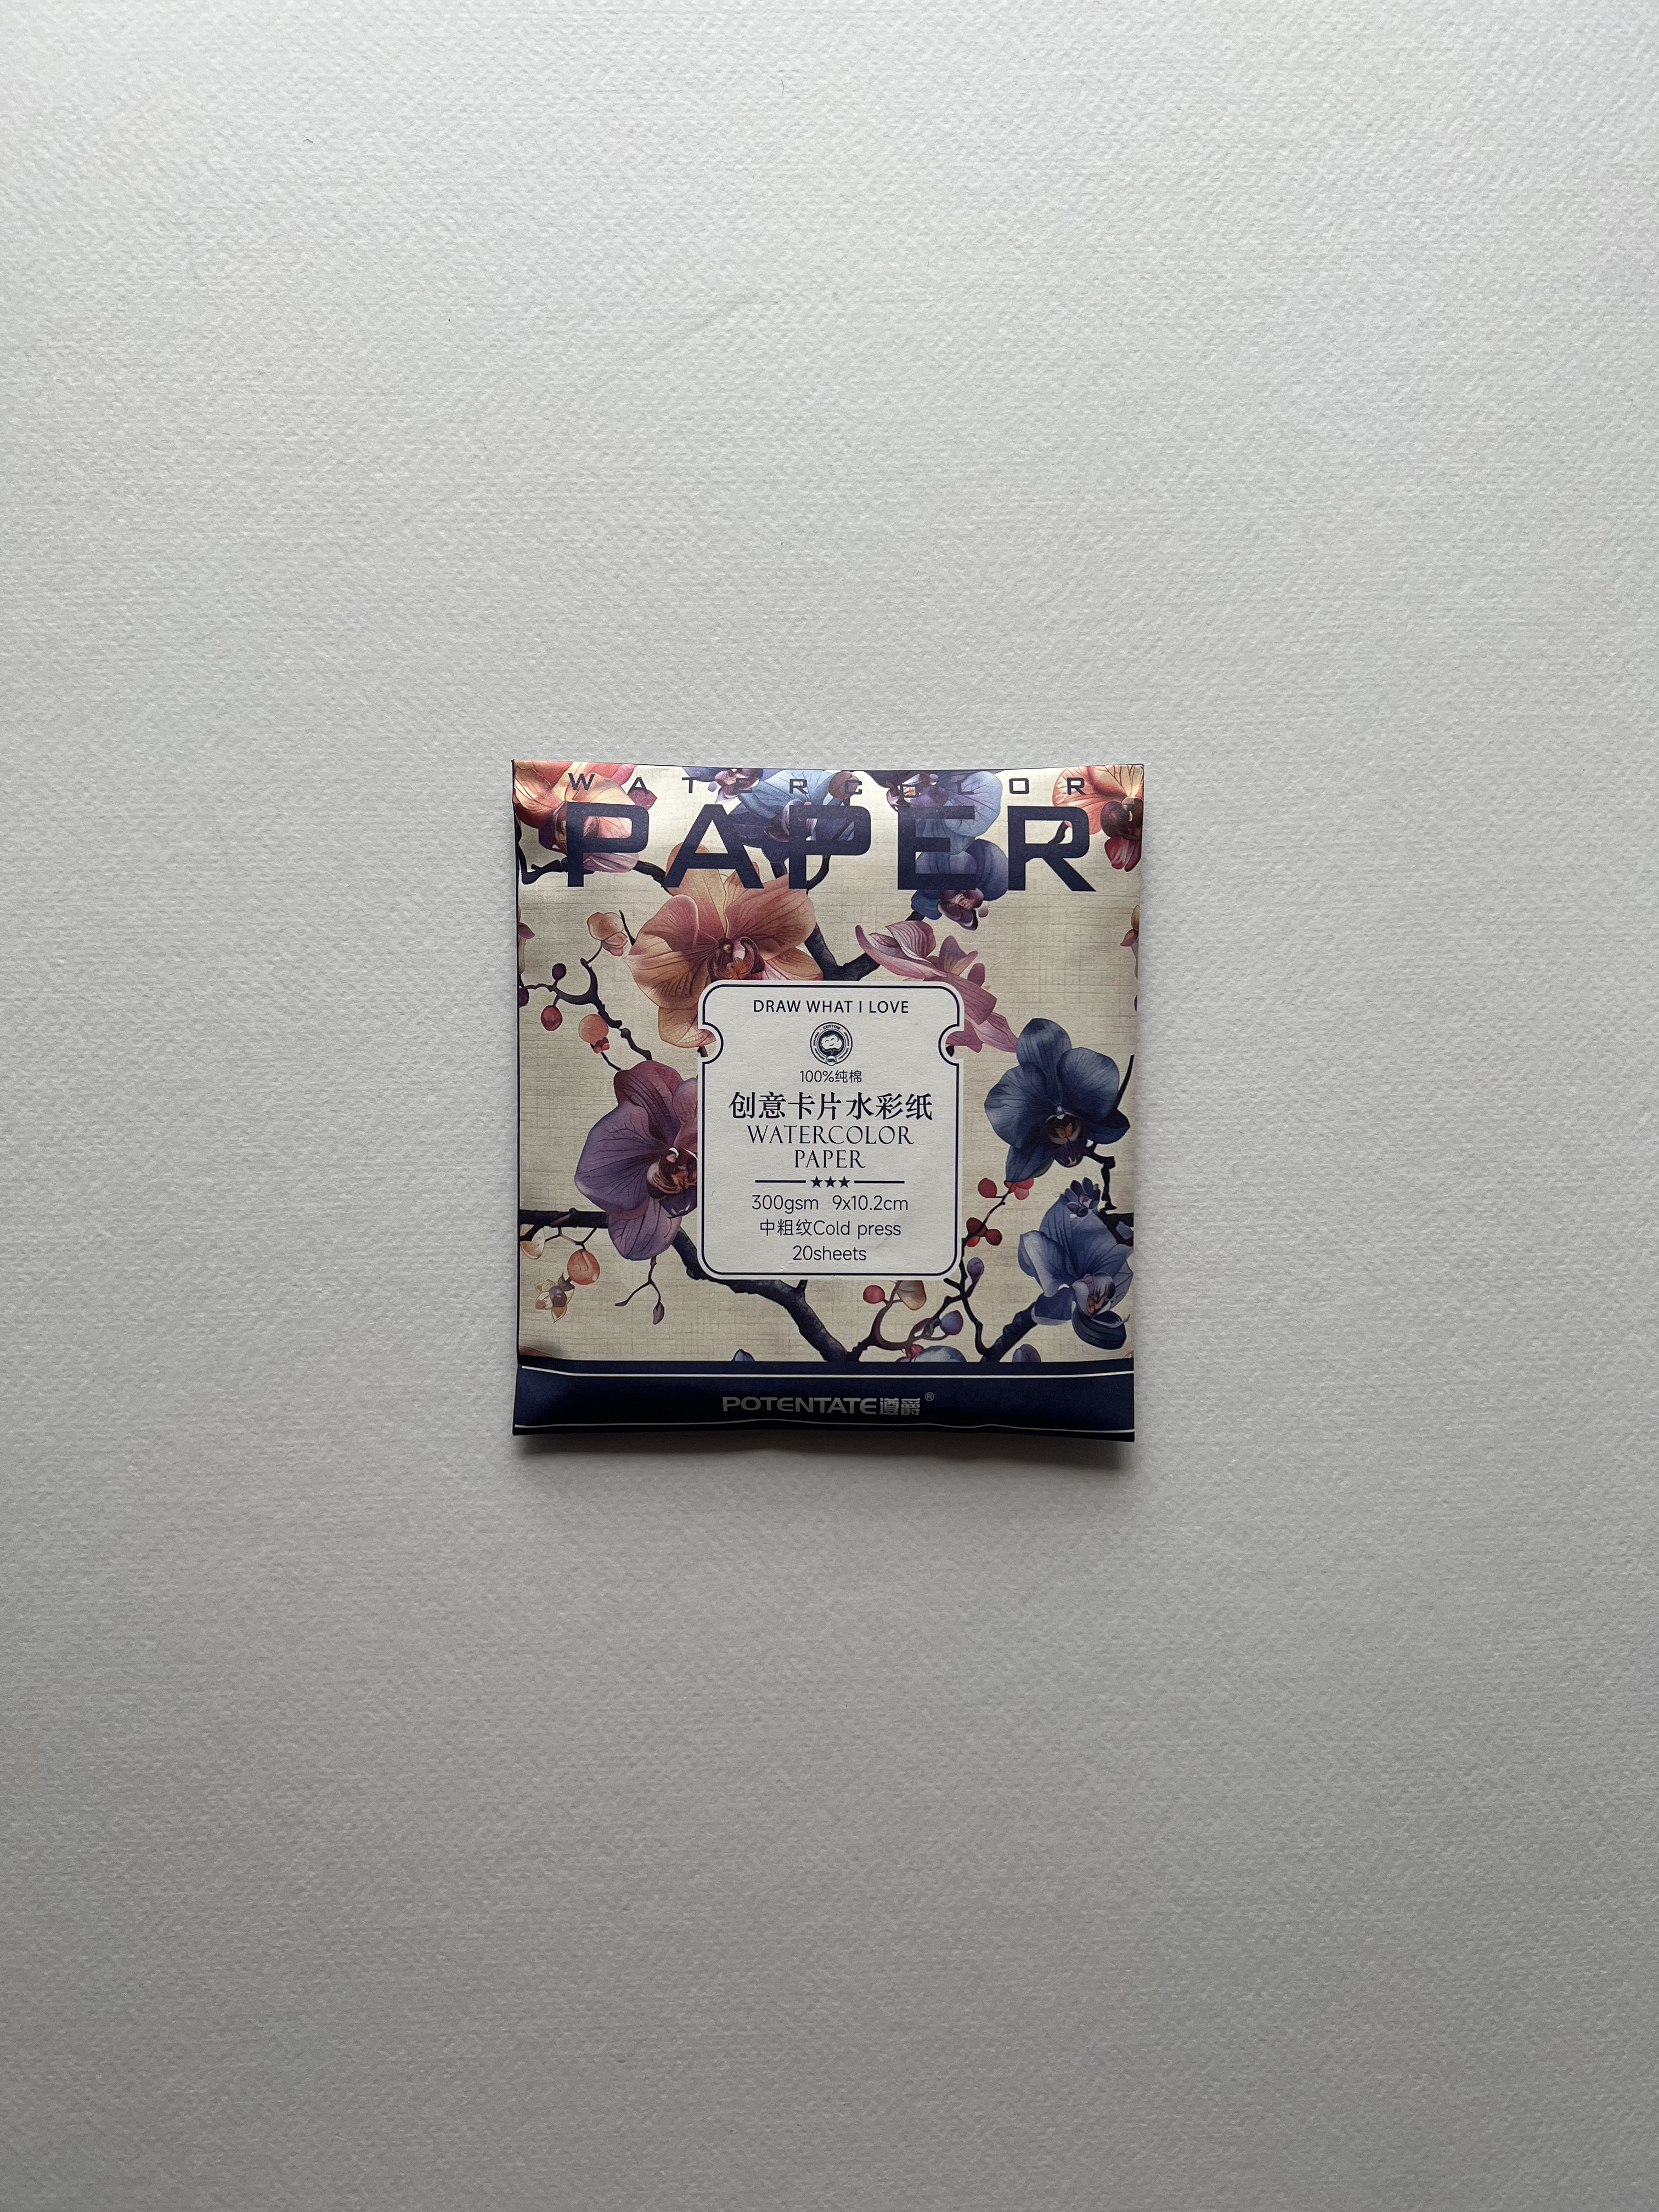 WATERCOLOR
PAPER
DRAW WHAT I LOVE
COTTON
100%纯棉
创意卡片水彩纸
WATERCOLOR
PAPER
300gsm 9x10.2cm
中粗纹Cold press
20sheets
POTENTATE遵爵®